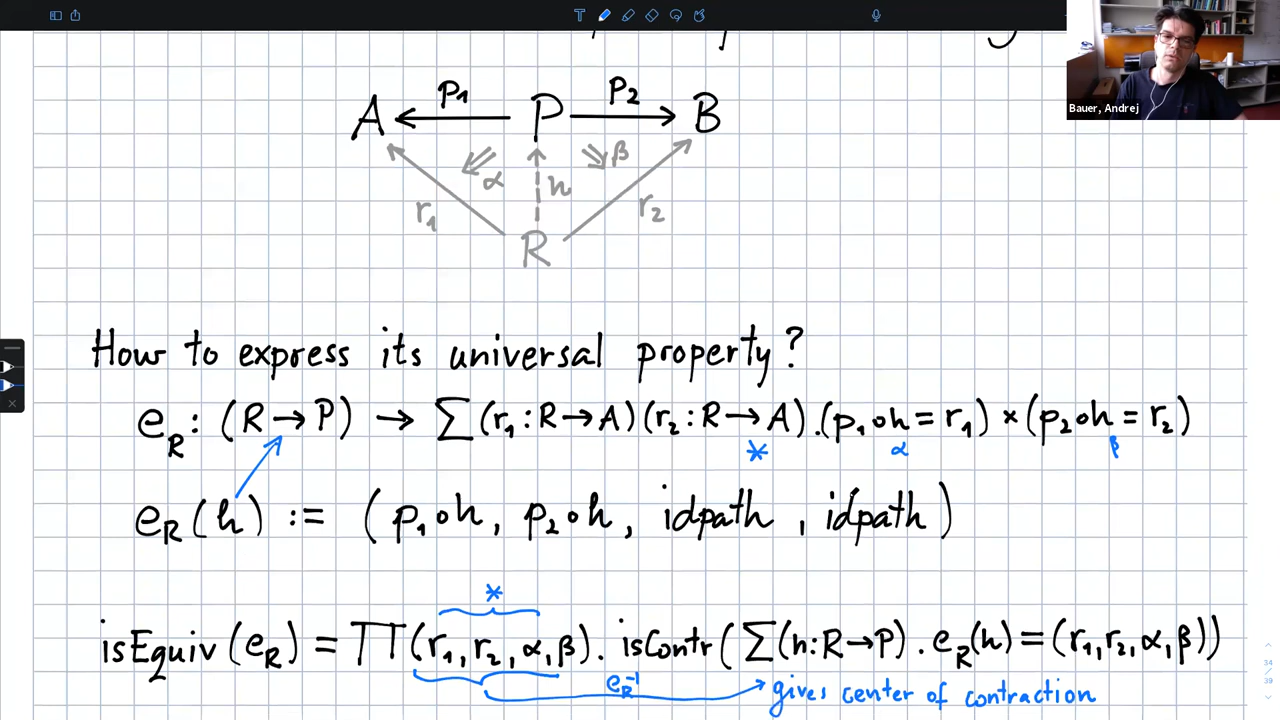 Bauer, Andrej
A p₁ P p₂ B
α h β
r₁ r₂
R
How to express its universal property?
e_R : (R → P) → ∑ (r₁ : R → A)(r₂ : R → A) . (p₁∘h = r₁) × (p₂∘h = r₂)
* α β
e_R(h) := (p₁∘h, p₂∘h, idpath, idpath)
*
isEquiv(e_R) = ∏(r₁, r₂, α, β). isContr(∑(h : R → P) . e_R(h) = (r₁, r₂, α, β))
e_R⁻¹ gives center of contraction
34
/
39